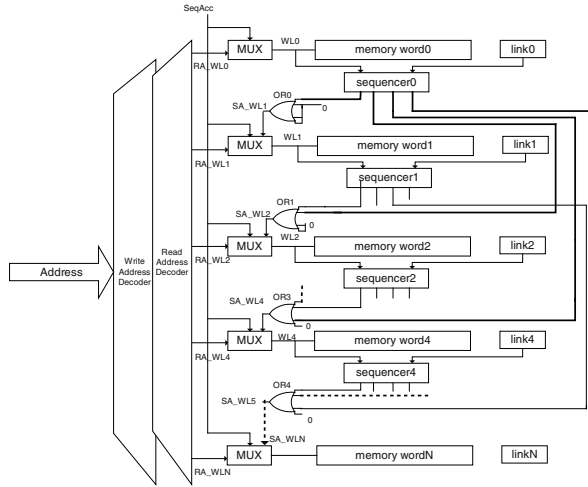 SeqAcc
MUX
WL0
memory word0
link0
RA_WL0
sequencer0
OR0
0
SA_WL1
MUX
WL1
memory word1
link1
RA_WL1
sequencer1
OR1
SA_WL2
0
MUX
WL2
memory word2
link2
RA_WL2
Address
Write
Address
Decoder
Read
Address
Decoder
sequencer2
OR3
SA_WL4
0
MUX
WL4
memory word4
link4
RA_WL4
sequencer4
OR4
SA_WL5
0
SA_WLN
MUX
memory wordN
linkN
RA_WLN